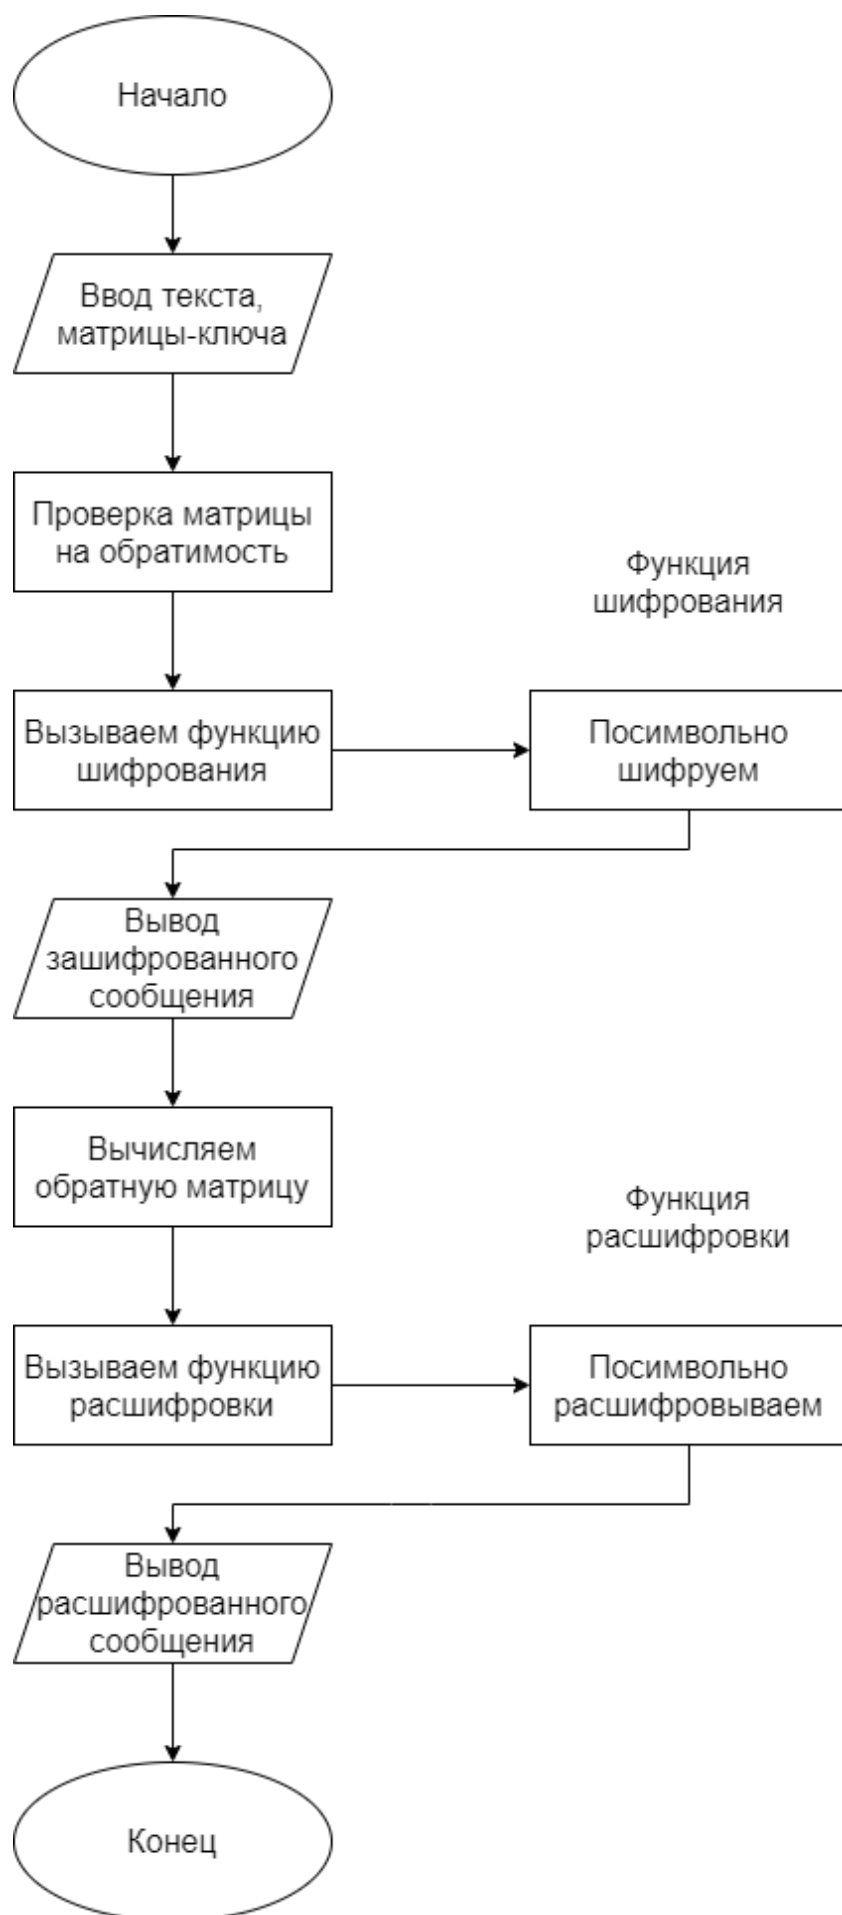 Начало
Ввод текста,
матрицы-ключа
Проверка матрицы
на обратимость
Функция
шифрования
Вызываем функцию
шифрования
Посимвольно
шифруем
Вывод
зашифрованного
сообщения
Вычисляем
обратную матрицу
Функция
расшифровки
Вызываем функцию
расшифровки
Посимвольно
расшифровываем
Вывод
расшифрованного
сообщения
Конец